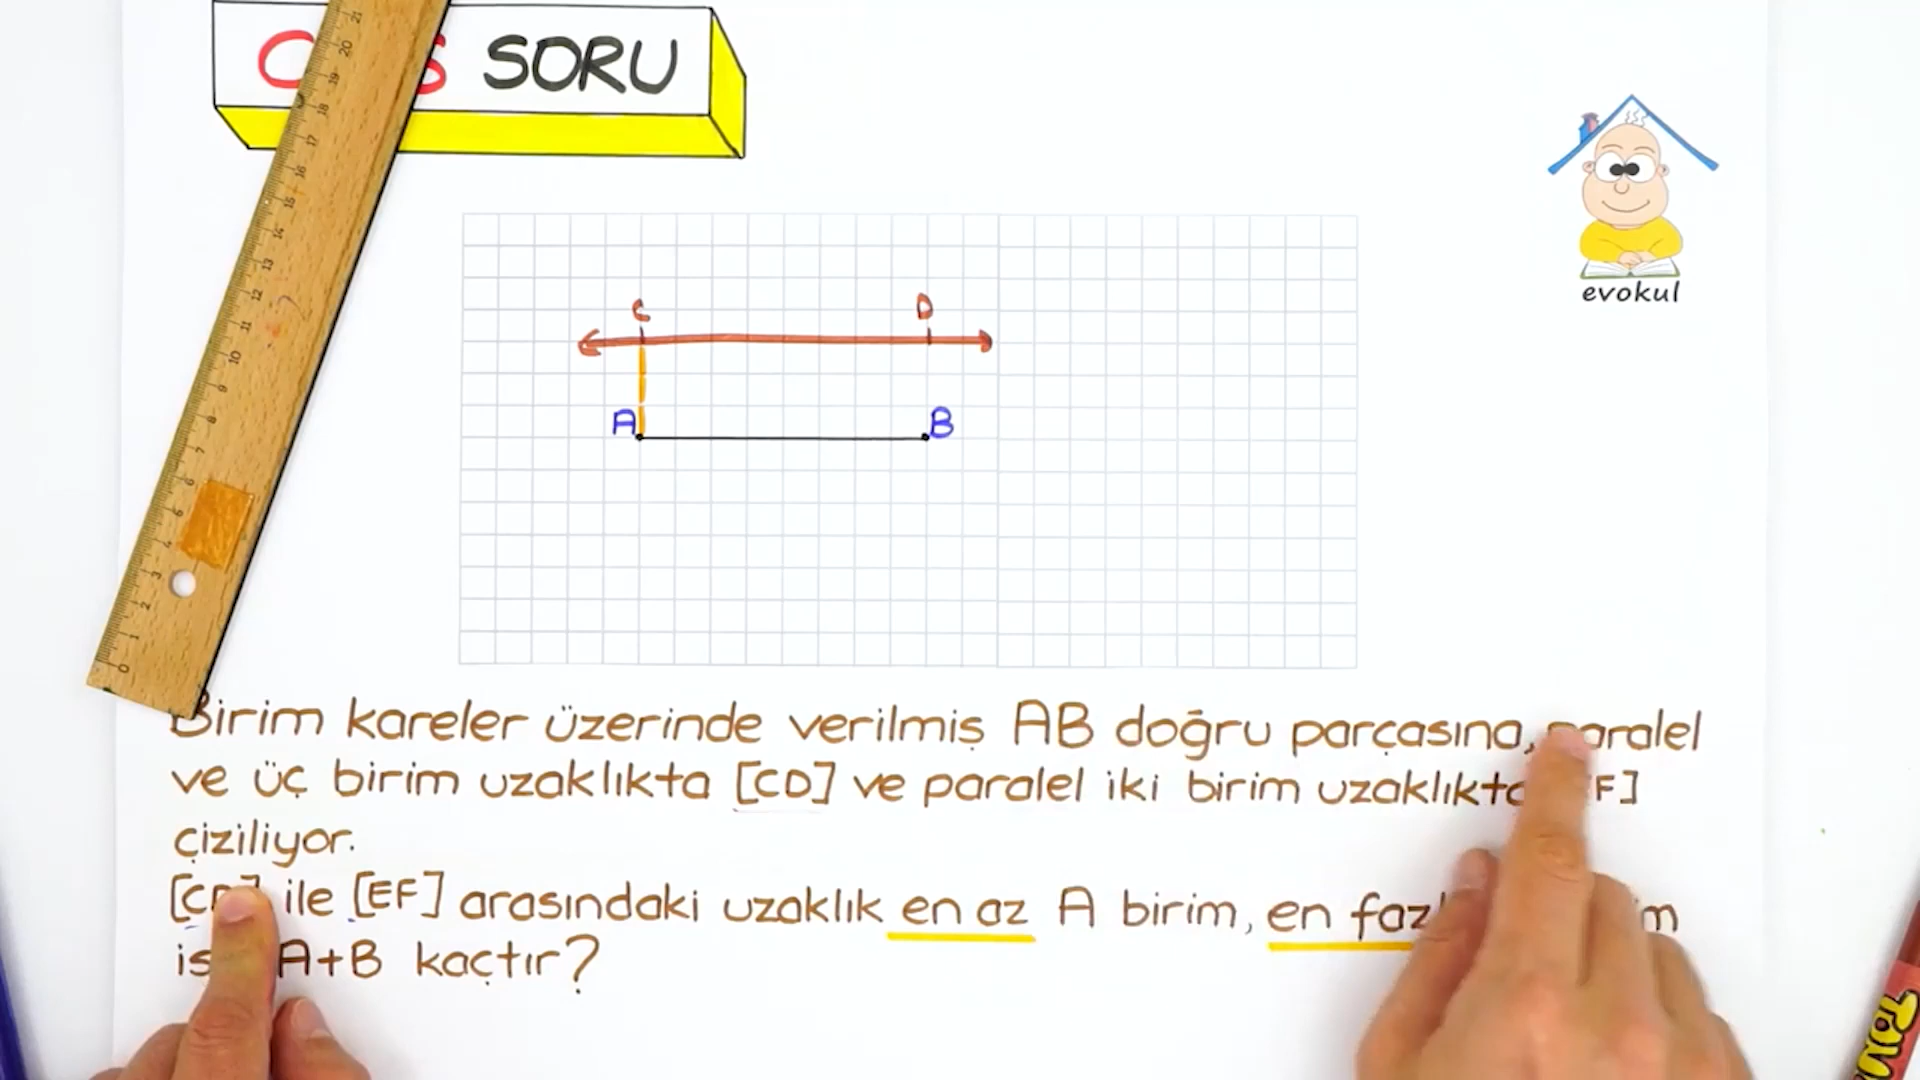 SORU
evokul
C
D
A
B
Birim kareler üzerinde verilmiş AB doğru parçasına, paralel
ve üç birim uzaklıkta [CD] ve paralel iki birim uzaklıkta
çiziliyor.
[CD] ile [EF] arasındaki uzaklık en az A birim, en
A+B kaçtır?